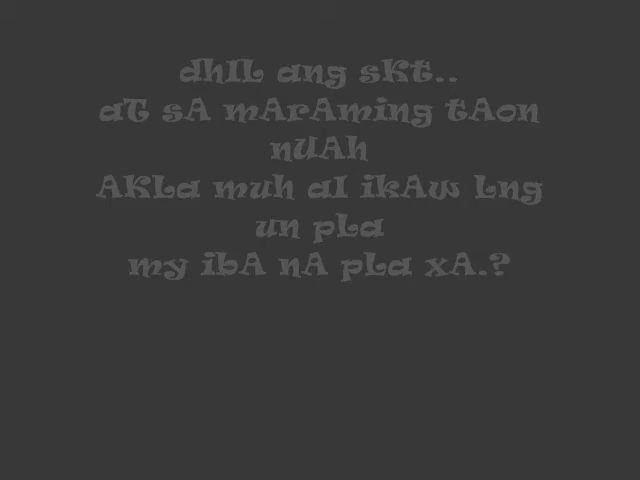 dhIL ang sKt..
aT sA mArAming tAon
nUAh
AKLa muh aI ikAw Lng
un pLa
my ibA nA pLa xA.?